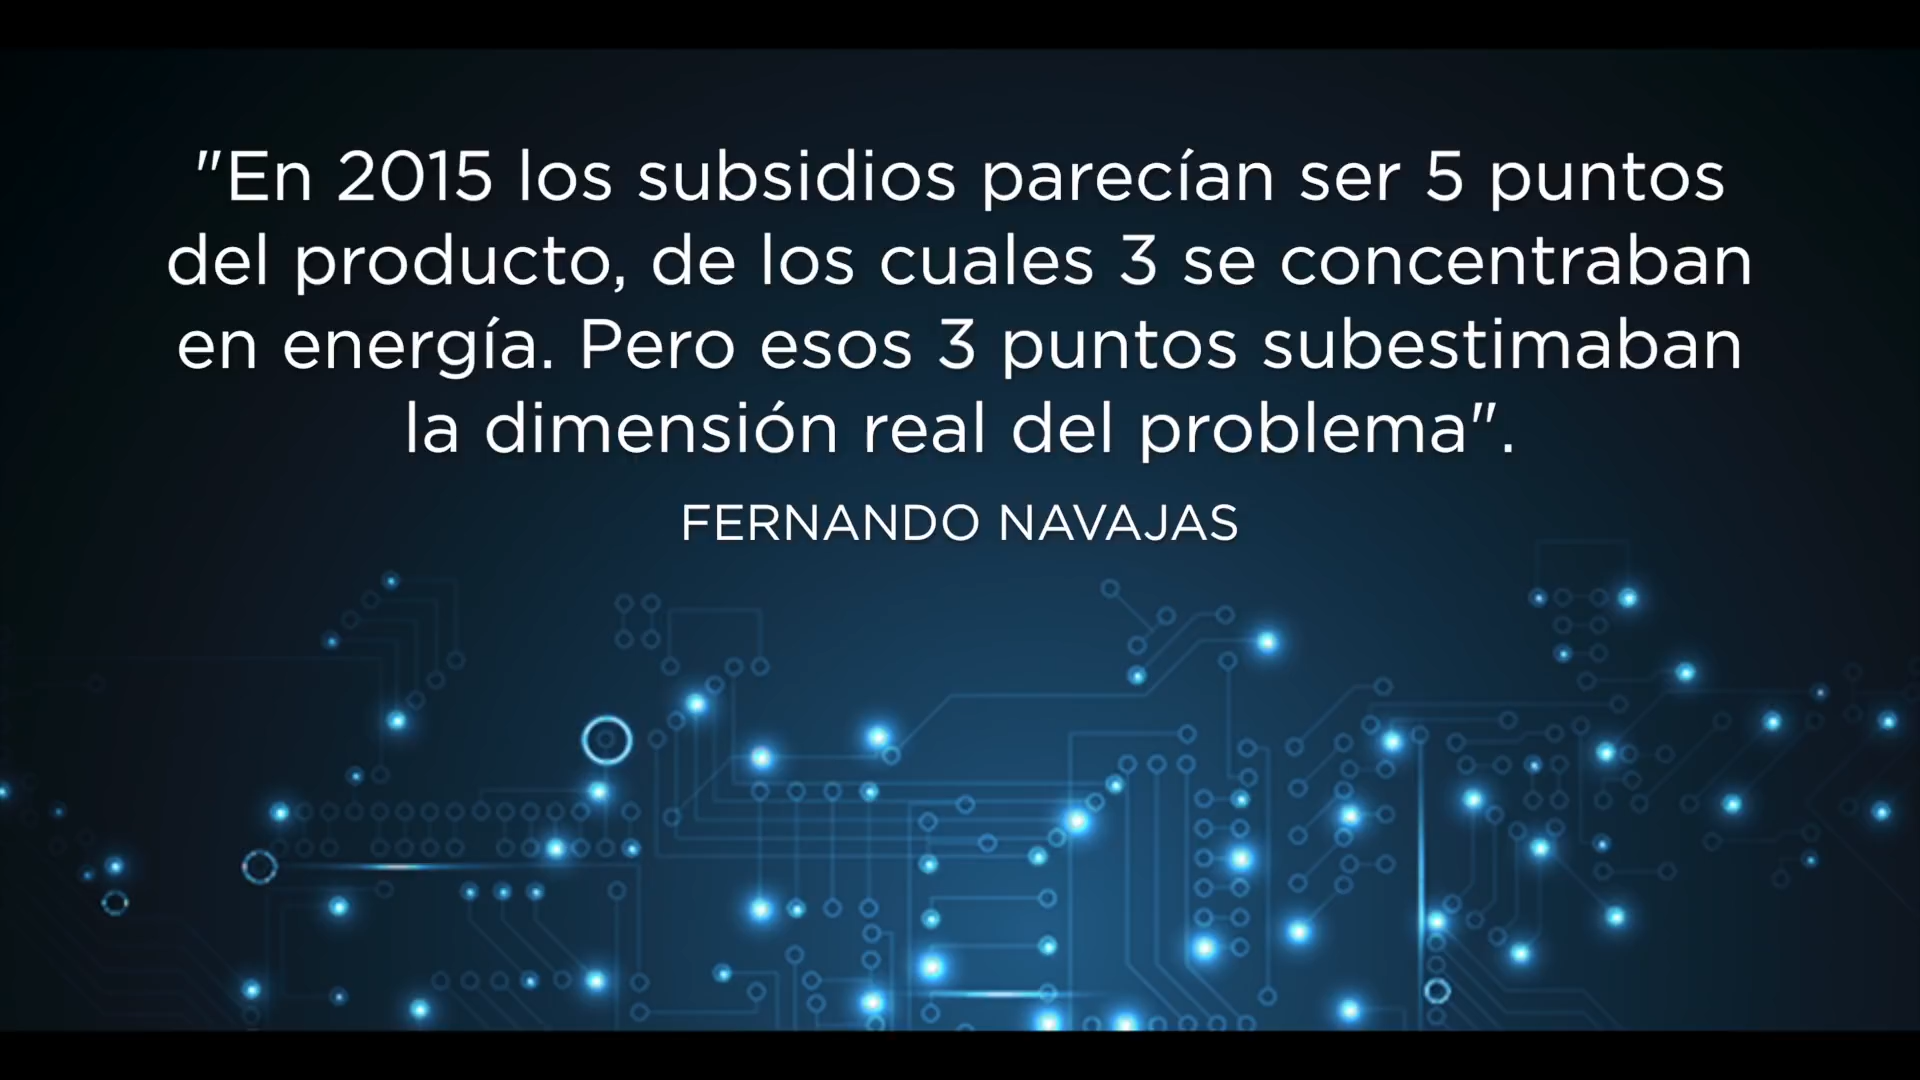 "En 2015 los subsidios parecían ser 5 puntos
del producto, de los cuales 3 se concentraban
en energía. Pero esos 3 puntos subestimaban
la dimensión real del problema".
FERNANDO NAVAJAS